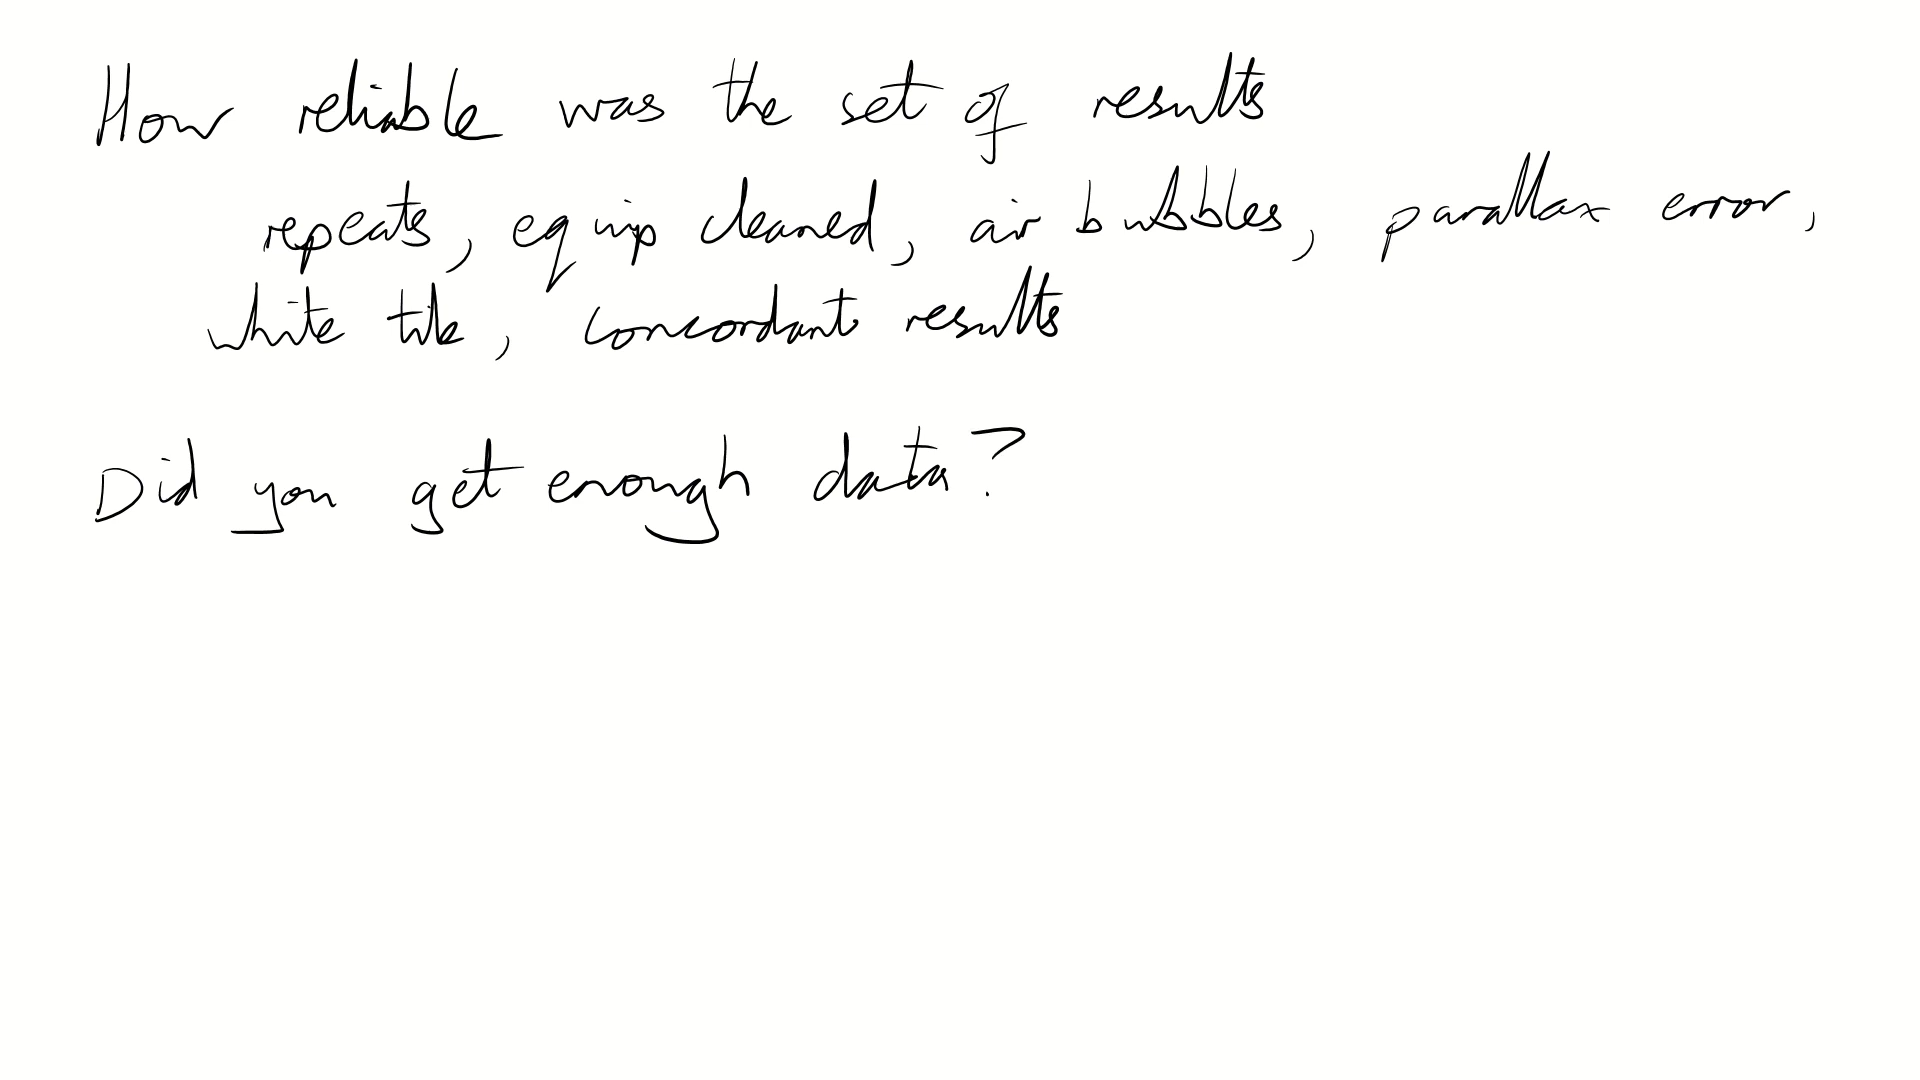 How reliable was the set of results
repeats, equip cleaned, air bubbles, parallax error,
white tile, concordant results
Did you get enough data?